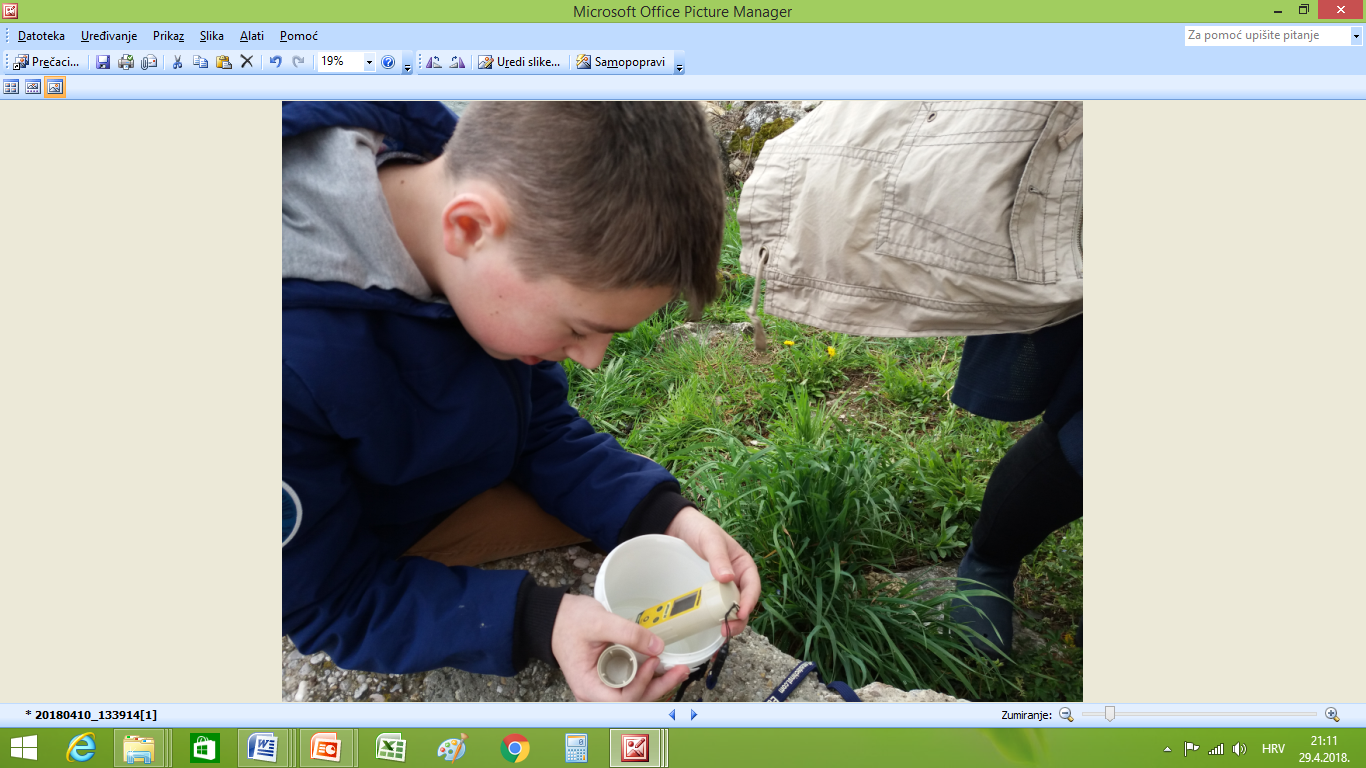 Microsoft Office Picture Manager
Datoteka Uređivanje Prikaz Slika Alati Pomoć
Za pomoć upišite pitanje
Prečaci... 19% Uredi slike... Samopopravi
* 20180410_133914[1]
Zumiranje:
HRV
21:11
29.4.2018.